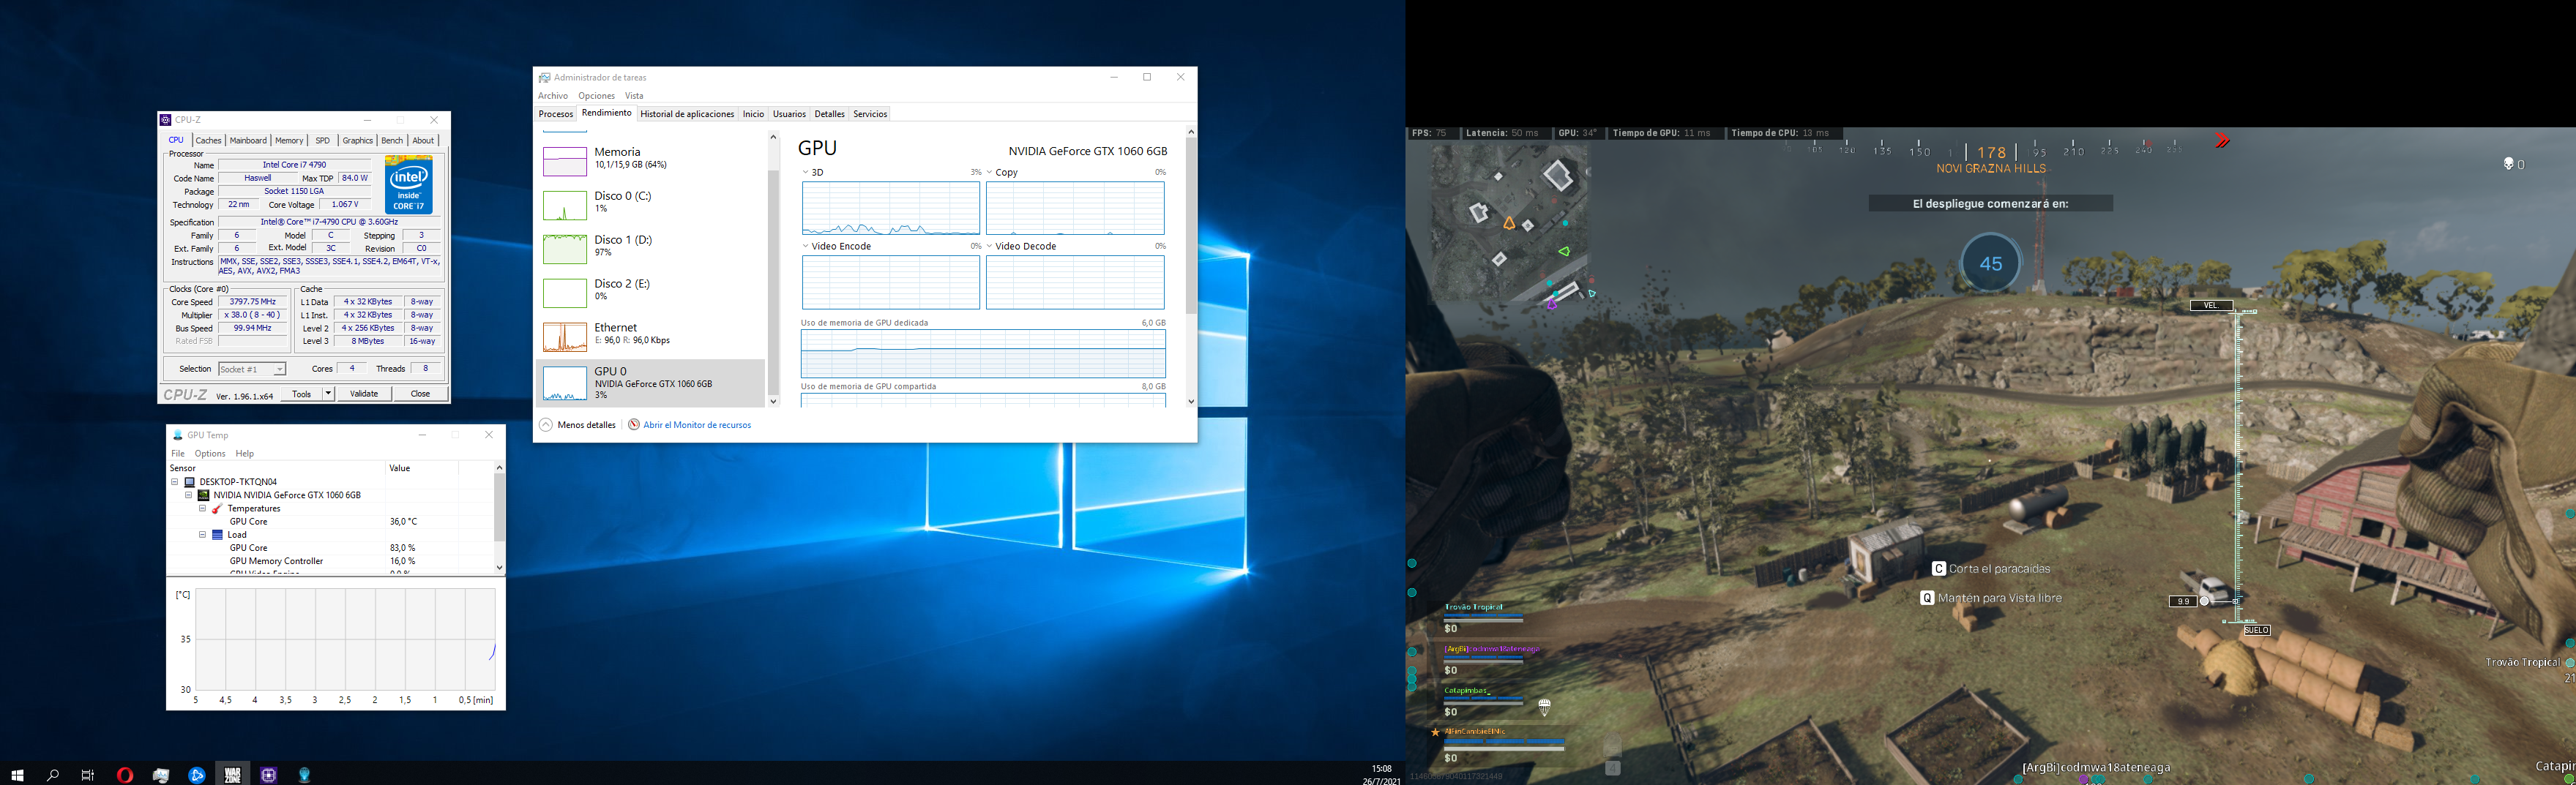 CPU-Z
CPU Caches Mainboard Memory SPD Graphics Bench About
Processor
Name Intel Core i7 4790
Code Name Haswell Max TDP 84.0 W
Package Socket 1150 LGA
Technology 22 nm Core Voltage 1.067 V
intel inside™ CORE™ i7
Specification Intel® Core™ i7-4790 CPU @ 3.60GHz
Family 6 Model C Stepping 3
Ext. Family 6 Ext. Model 3C Revision C0
Instructions MMX, SSE, SSE2, SSE3, SSSE3, SSE4.1, SSE4.2, EM64T, VT-x,
AES, AVX, AVX2, FMA3
Clocks (Core #0)
Core Speed 3797.75 MHz
Multiplier x 38.0 ( 8 - 40 )
Bus Speed 99.94 MHz
Rated FSB
Cache
L1 Data 4 x 32 KBytes 8-way
L1 Inst. 4 x 32 KBytes 8-way
Level 2 4 x 256 KBytes 8-way
Level 3 8 MBytes 16-way
Selection Socket #1 Cores 4 Threads 8
CPU-Z Ver. 1.96.1.x64 Tools Validate Close
GPU Temp
File Options Help
Sensor Value
DESKTOP-TKTQN04
NVIDIA NVIDIA GeForce GTX 1060 6GB
Temperatures
GPU Core 36,0 °C
Load
GPU Core 83,0 %
GPU Memory Controller 16,0 %
GPU Video Engine 0,0 %
[°C]
35
30
5 4,5 4 3,5 3 2,5 2 1,5 1 0,5 [min]
Administrador de tareas
Archivo Opciones Vista
Procesos Rendimiento Historial de aplicaciones Inicio Usuarios Detalles Servicios
Memoria
10,1/15,9 GB (64%)
Disco 0 (C:)
1%
Disco 1 (D:)
97%
Disco 2 (E:)
0%
Ethernet
E: 96,0 R: 96,0 Kbps
GPU 0
NVIDIA GeForce GTX 1060 6GB
3%
GPU NVIDIA GeForce GTX 1060 6GB
3D 3% Copy 0%
Video Encode 0% Video Decode 0%
Uso de memoria de GPU dedicada 6,0 GB
Uso de memoria de GPU compartida 8,0 GB
Menos detalles Abrir el Monitor de recursos
WAR ZONE
15:08
26/7/2021
FPS: 75 Latencia: 50 ms GPU: 34° Tiempo de GPU: 11 ms Tiempo de CPU: 13 ms
105 120 135 150 178 195 210 225 240
NOVI GRAZNA HILLS
0
El despliegue comenzará en:
45
VEL.
C Corta el paracaídas
Q Mantén para Vista libre
9.9
SUELO
Trovão Tropical
$0
[ArgBi]codmwa18ateneaga
$0
Catapimbas_
$0
AlFinCambieElNic
$0
4
Trovão Tropical
21
[ArgBi]codmwa18ateneaga
Catapim